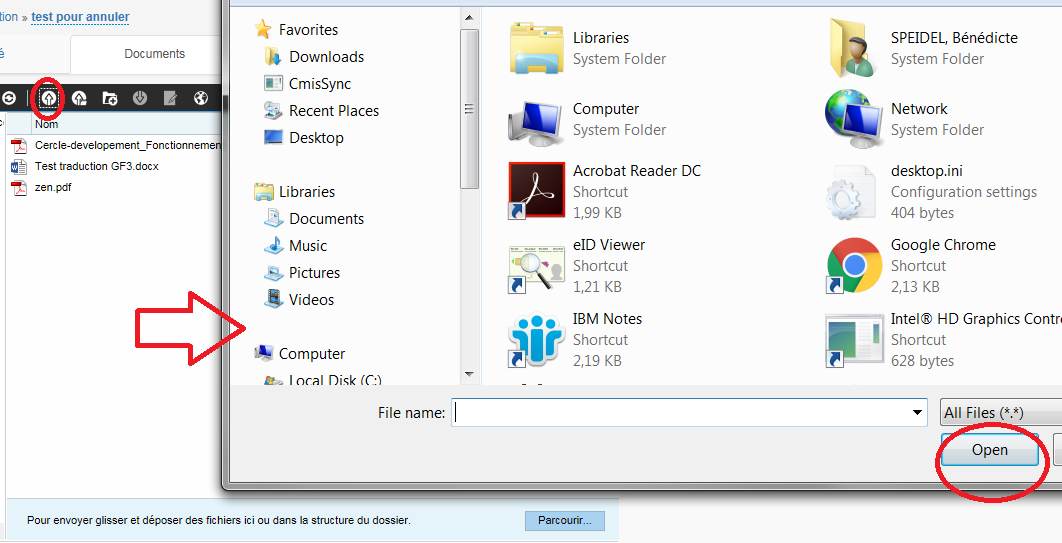 tion » test pour annuler
é
Documents
Nom
Cercle-developement_Fonctionnemen
Test traduction GF3.docx
zen.pdf
Pour envoyer glisser et déposer des fichiers ici ou dans la structure du dossier.
Parcourir...
Favorites
Downloads
CmisSync
Recent Places
Desktop
Libraries
Documents
Music
Pictures
Videos
Computer
Local Disk (C:)
Libraries
System Folder
SPEIDEL, Bénédicte
System Folder
Computer
System Folder
Network
System Folder
Acrobat Reader DC
Shortcut
1,99 KB
desktop.ini
Configuration settings
404 bytes
eID Viewer
Shortcut
1,21 KB
Google Chrome
Shortcut
2,13 KB
IBM Notes
Shortcut
2,19 KB
Intel® HD Graphics Contro
Shortcut
628 bytes
File name:
All Files (*.*)
Open